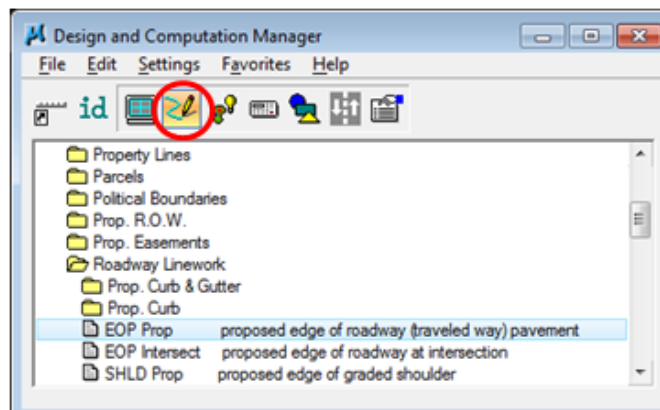 Design and Computation Manager
File Edit Settings Favorites Help
id
Property Lines
Parcels
Political Boundaries
Prop. R.O.W.
Prop. Easements
Roadway Linework
Prop. Curb & Gutter
Prop. Curb
EOP Prop proposed edge of roadway (traveled way) pavement
EOP Intersect proposed edge of roadway at intersection
SHLD Prop proposed edge of graded shoulder